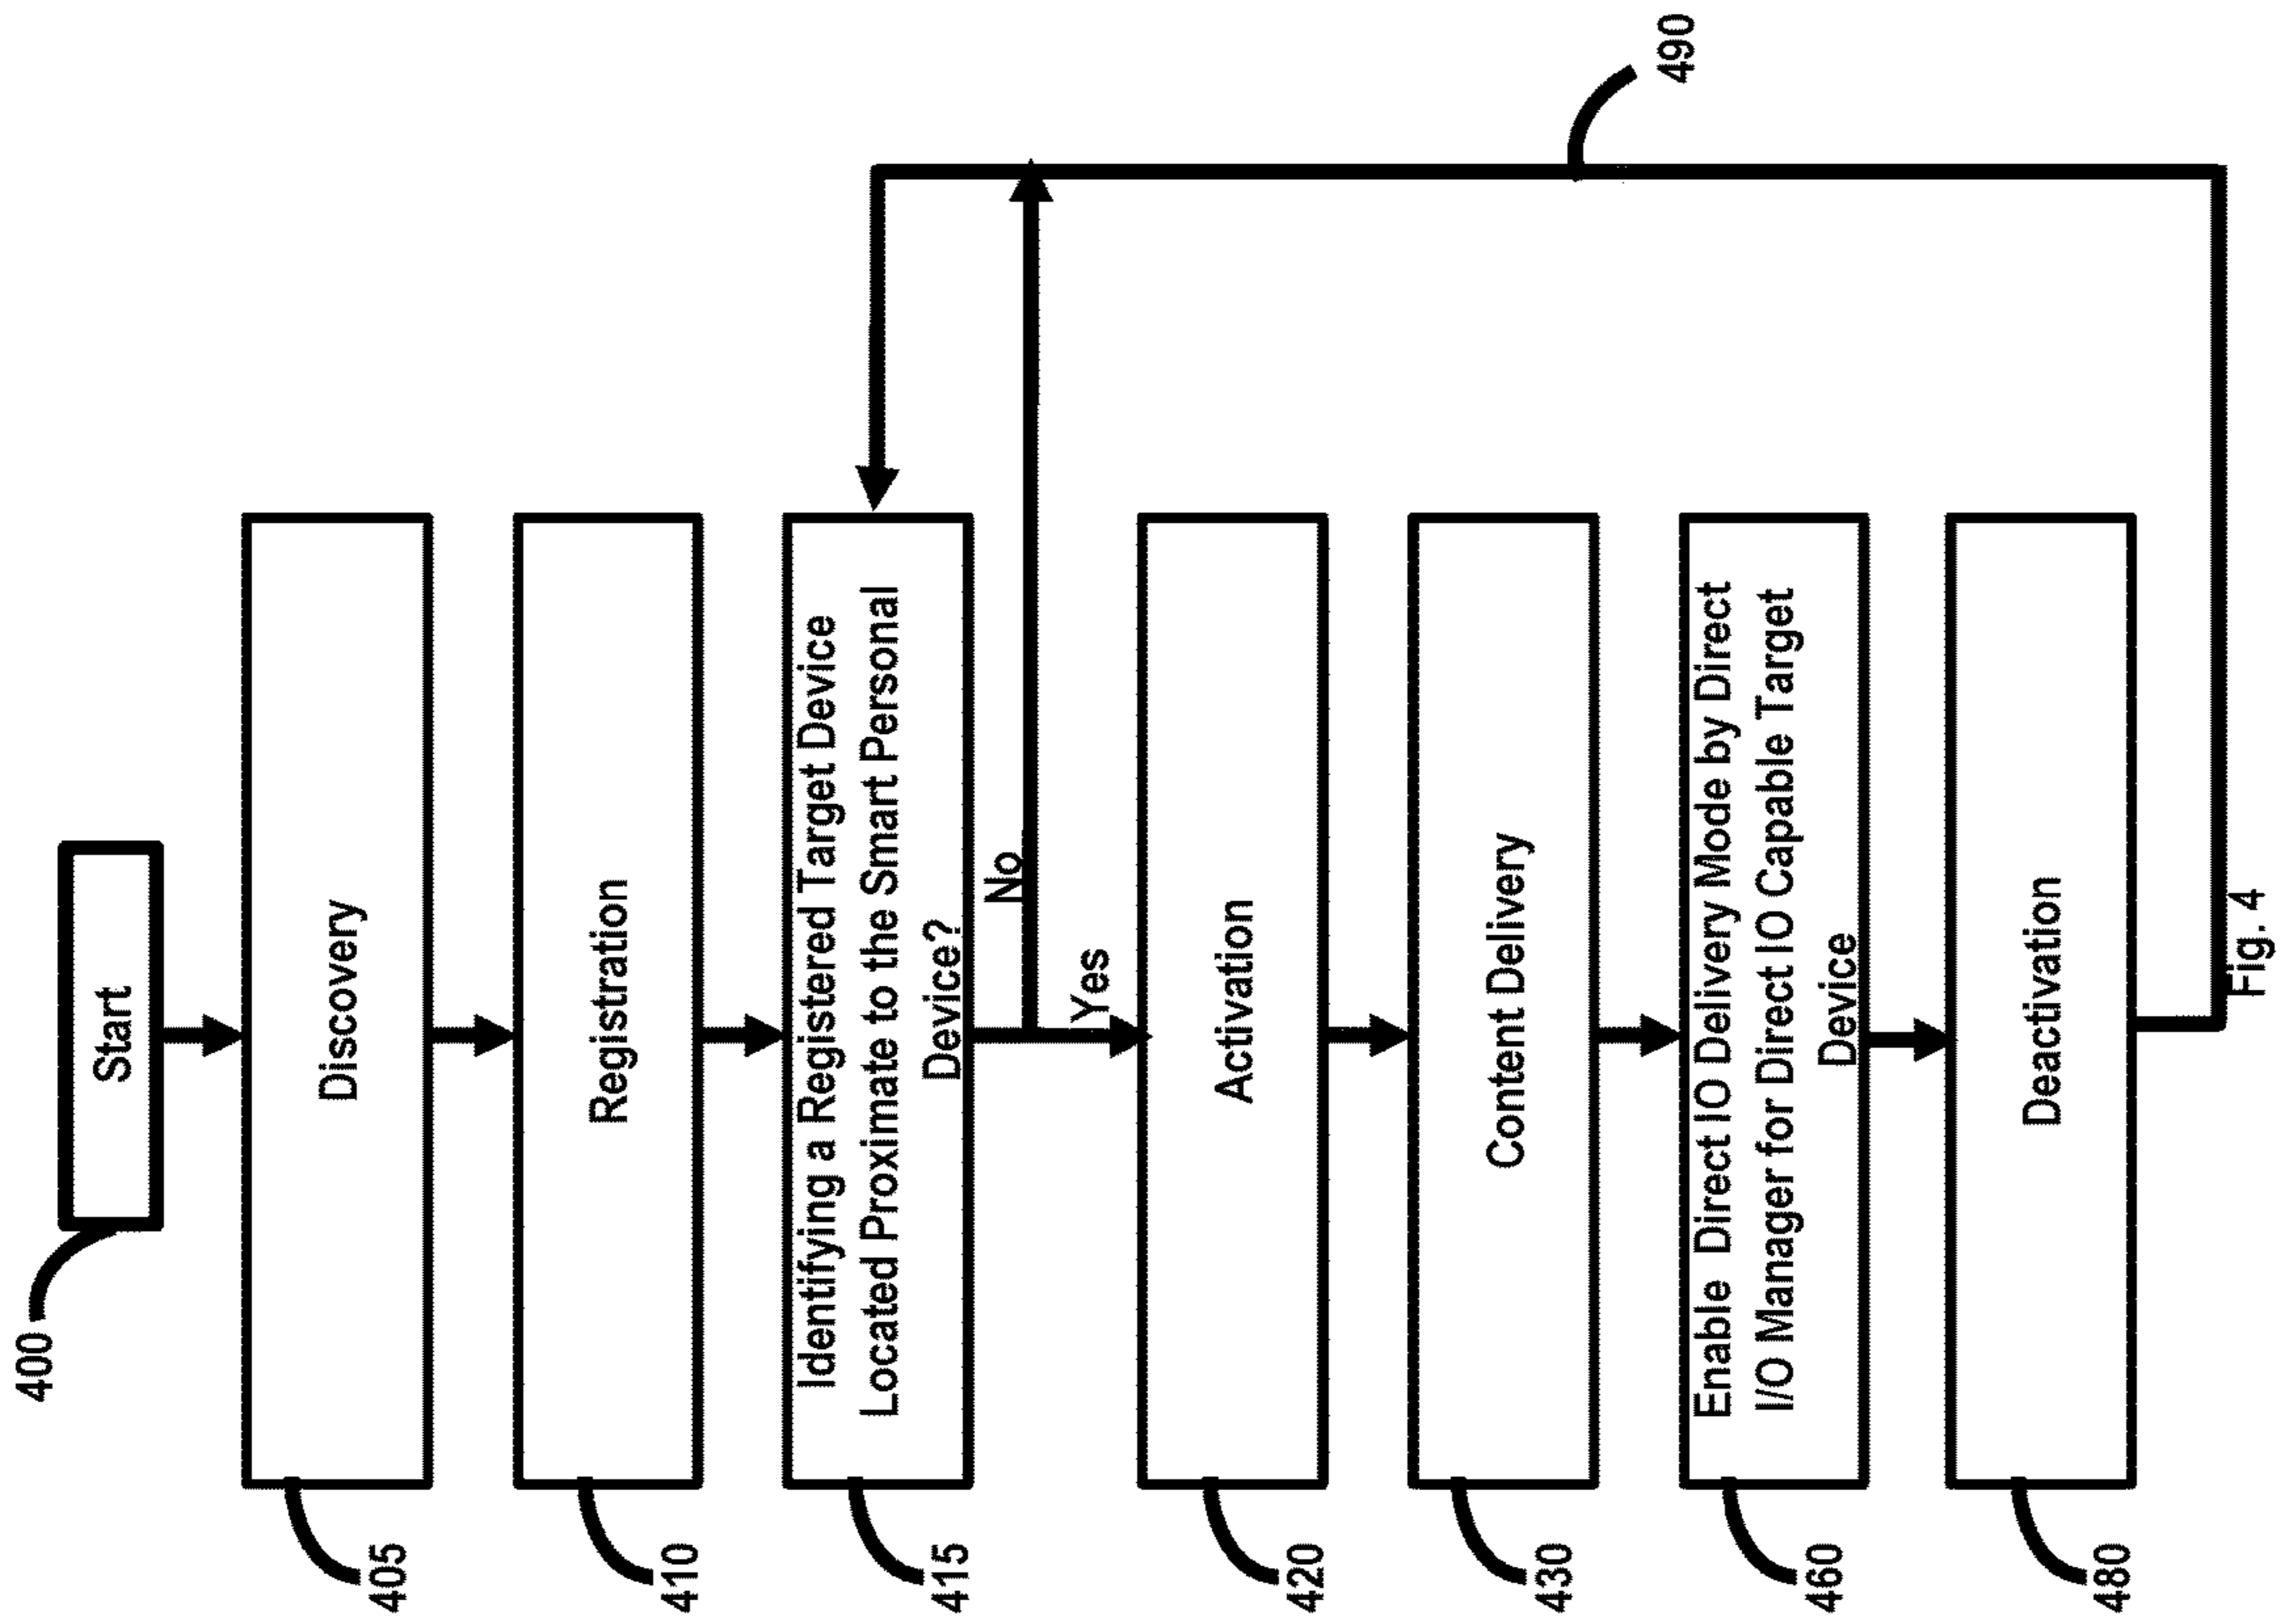 400
Start
405
Discovery
410
Registration
415
Identifying a Registered Target Device
Located Proximate to the Smart Personal
Device?
No
Yes
420
Activation
430
Content Delivery
460
Enable Direct IO Delivery Mode by Direct
I/O Manager for Direct IO Capable Target
Device
480
Deactivation
490
Fig. 4